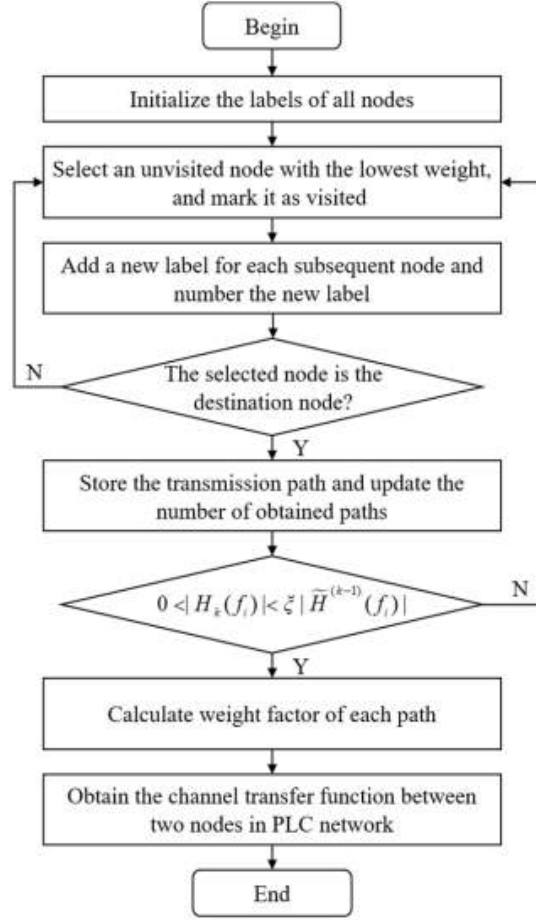 Begin
Initialize the labels of all nodes
Select an unvisited node with the lowest weight,
and mark it as visited
Add a new label for each subsequent node and
number the new label
N
The selected node is the
destination node?
Y
Store the transmission path and update the
number of obtained paths
N
0 <| H_k(f_i) |< ξ | H̃^(k−1)(f_i) |
Y
Calculate weight factor of each path
Obtain the channel transfer function between
two nodes in PLC network
End